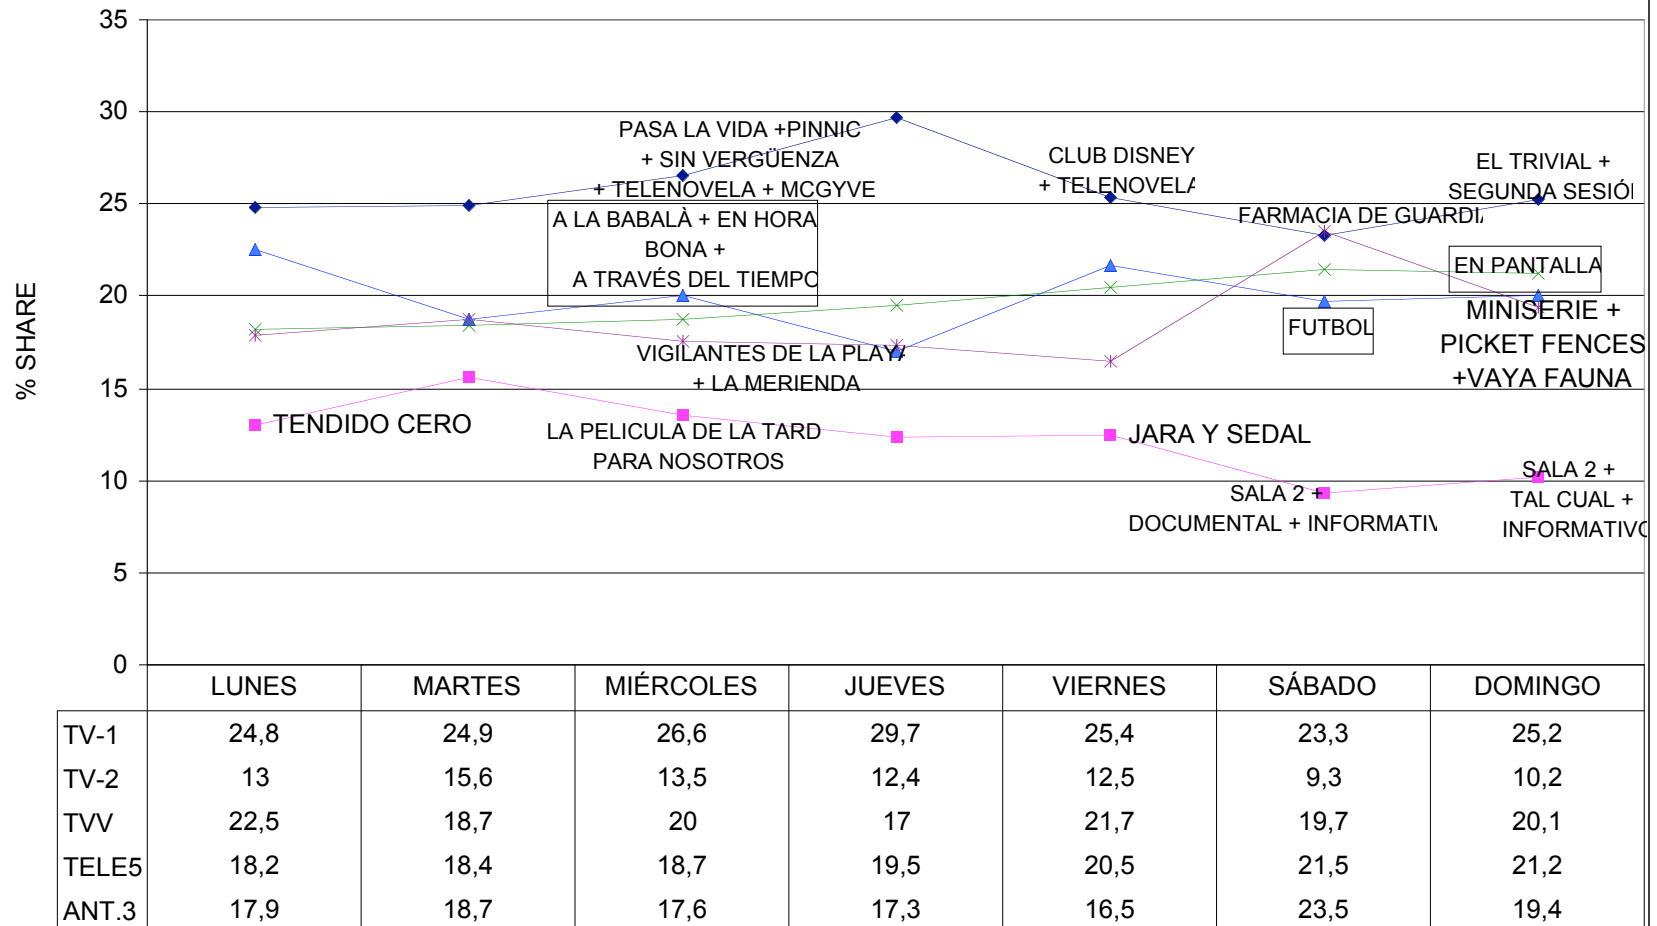 35
30
25
20
15
10
5
0
% SHARE
PASA LA VIDA +PINNIC
+ SIN VERGÜENZA
+ TELENOVELA + MCGYVE
A LA BABALÀ + EN HORA
BONA +
A TRAVÉS DEL TIEMPO
VIGILANTES DE LA PLAYA
+ LA MERIENDA
TENDIDO CERO
LA PELICULA DE LA TARD
PARA NOSOTROS
CLUB DISNEY
+ TELENOVELA
JARA Y SEDAL
FARMACIA DE GUARDIA
FUTBOL
SALA 2 +
DOCUMENTAL + INFORMATIV
EL TRIVIAL +
SEGUNDA SESIÓN
EN PANTALLA
MINISERIE +
PICKET FENCES
+VAYA FAUNA
SALA 2 +
TAL CUAL +
INFORMATIVO
LUNES MARTES MIÉRCOLES JUEVES VIERNES SÁBADO DOMINGO
TV-1 24,8 24,9 26,6 29,7 25,4 23,3 25,2
TV-2 13 15,6 13,5 12,4 12,5 9,3 10,2
TVV 22,5 18,7 20 17 21,7 19,7 20,1
TELE5 18,2 18,4 18,7 19,5 20,5 21,5 21,2
ANT.3 17,9 18,7 17,6 17,3 16,5 23,5 19,4